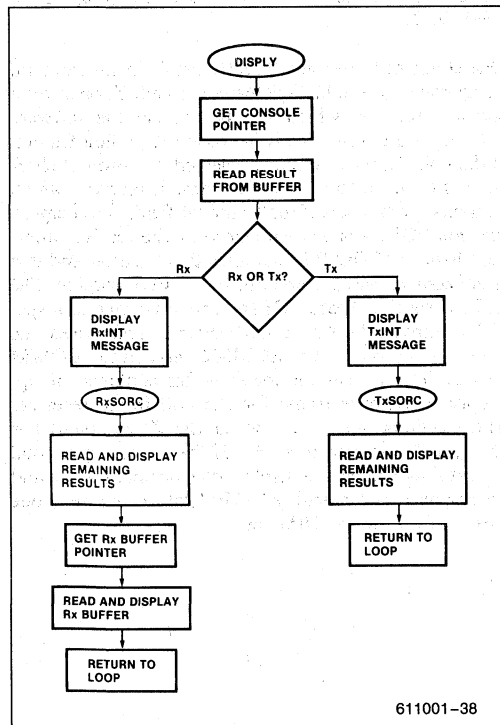 DISPLY
GET CONSOLE
POINTER
READ RESULT
FROM BUFFER
Rx OR Tx?
Rx
Tx
DISPLAY
RxINT
MESSAGE
RxSORC
READ AND DISPLAY
REMAINING
RESULTS
GET Rx BUFFER
POINTER
READ AND DISPLAY
Rx BUFFER
RETURN TO
LOOP
DISPLAY
TxINT
MESSAGE
TxSORC
READ AND DISPLAY
REMAINING
RESULTS
RETURN TO
LOOP
611001-38